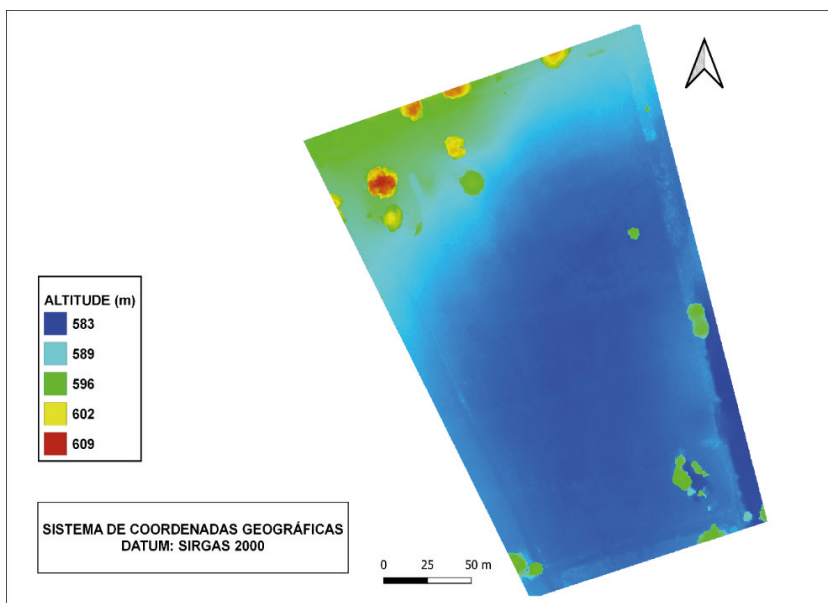 ALTITUDE (m)
583
589
596
602
609
SISTEMA DE COORDENADAS GEOGRÁFICAS
DATUM: SIRGAS 2000
0 25 50 m